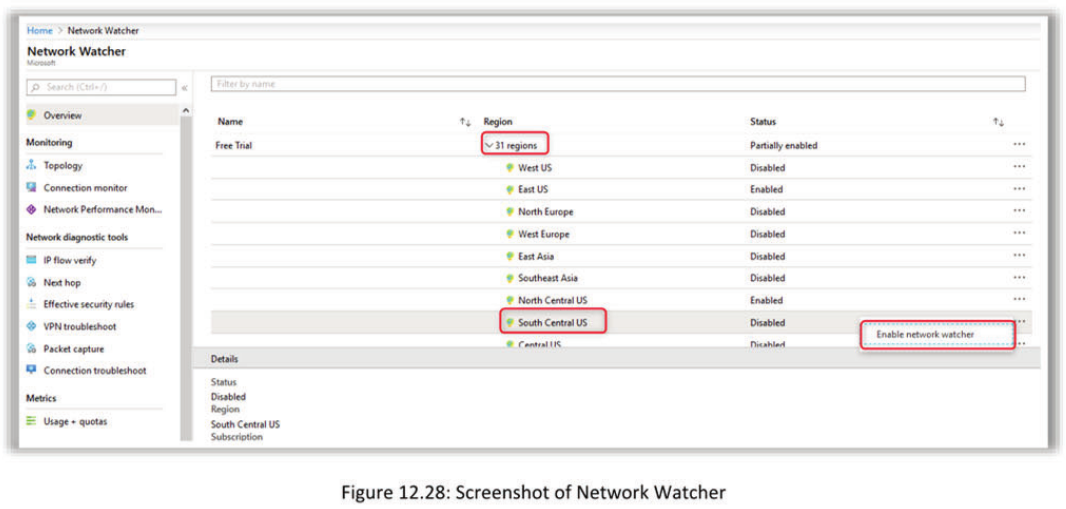 Home > Network Watcher
Network Watcher
Microsoft
Search (Ctrl+/)
«
Overview
Monitoring
Topology
Connection monitor
Network Performance Mon...
Network diagnostic tools
IP flow verify
Next hop
Effective security rules
VPN troubleshoot
Packet capture
Connection troubleshoot
Metrics
Usage + quotas
Filter by name
Name Region Status
Free Trial 31 regions Partially enabled ...
West US Disabled ...
East US Enabled ...
North Europe Disabled ...
West Europe Disabled ...
East Asia Disabled ...
Southeast Asia Disabled ...
North Central US Enabled ...
South Central US Disabled ...
Enable network watcher
Central US Disabled ...
Details
Status
Disabled
Region
South Central US
Subscription
Figure 12.28: Screenshot of Network Watcher